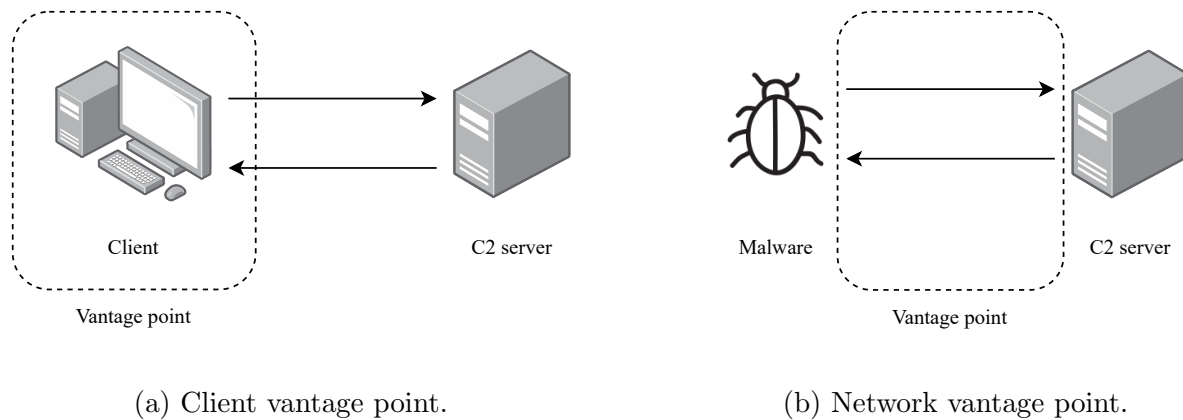 Client
C2 server
Vantage point
(a) Client vantage point.
Malware
C2 server
Vantage point
(b) Network vantage point.